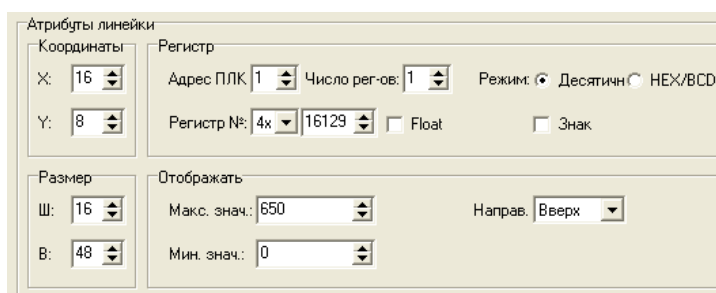 Атрибуты линейки
Координаты
Регистр
X: 16
Адрес ПЛК 1 Число рег-ов: 1 Режим: Десятичн HEX/BCD
Y: 8
Регистр №: 4x 16129 Float Знак
Размер
Отображать
Ш: 16
Макс. знач.: 650 Направ. Вверх
В: 48
Мин. знач.: 0